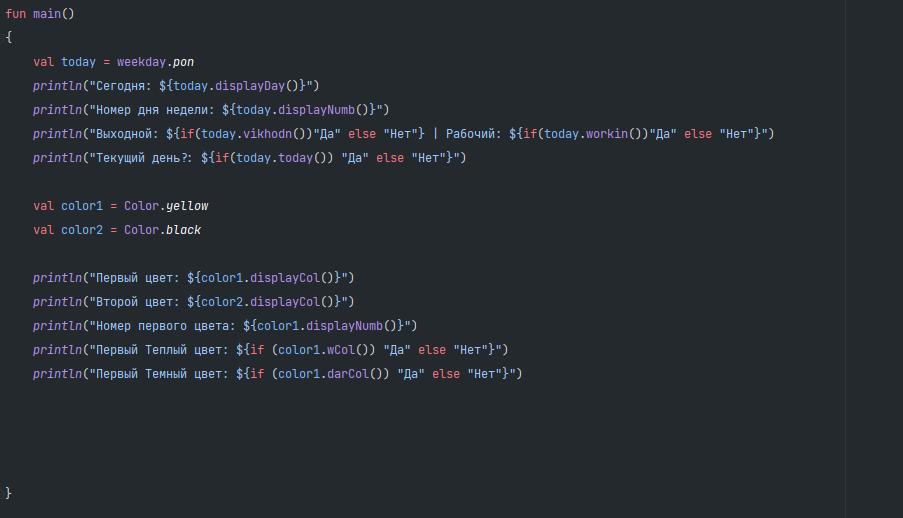 fun main()
{
    val today = weekday.pon
    println("Сегодня: ${today.displayDay()}")
    println("Номер дня недели: ${today.displayNumb()}")
    println("Выходной: ${if(today.vikhodn())"Да" else "Нет"} | Рабочий: ${if(today.workin())"Да" else "Нет"}")
    println("Текущий день?: ${if(today.today()) "Да" else "Нет"}")
    val color1 = Color.yellow
    val color2 = Color.black
    println("Первый цвет: ${color1.displayCol()}")
    println("Второй цвет: ${color2.displayCol()}")
    println("Номер первого цвета: ${color1.displayNumb()}")
    println("Первый Теплый цвет: ${if (color1.wCol()) "Да" else "Нет"}")
    println("Первый Темный цвет: ${if (color1.darCol()) "Да" else "Нет"}")
}